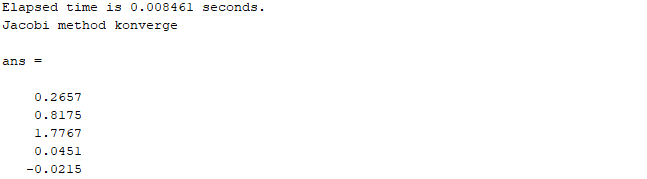 Elapsed time is 0.008461 seconds.
Jacobi method konverge
ans =
0.2657
0.8175
1.7767
0.0451
-0.0215